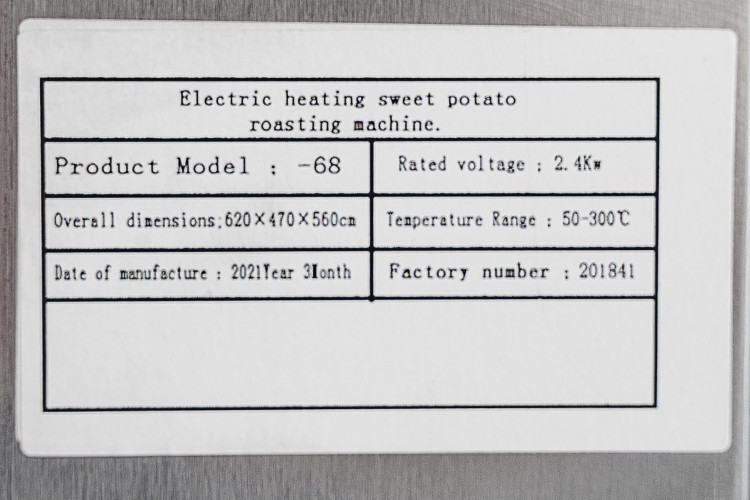 Electric heating sweet potato
roasting machine.
Product Model : -68
Rated voltage : 2.4Kw
Overall dimensions:620×470×560cm
Temperature Range : 50-300℃
Date of manufacture : 2021Year 3Month
Factory number : 201841